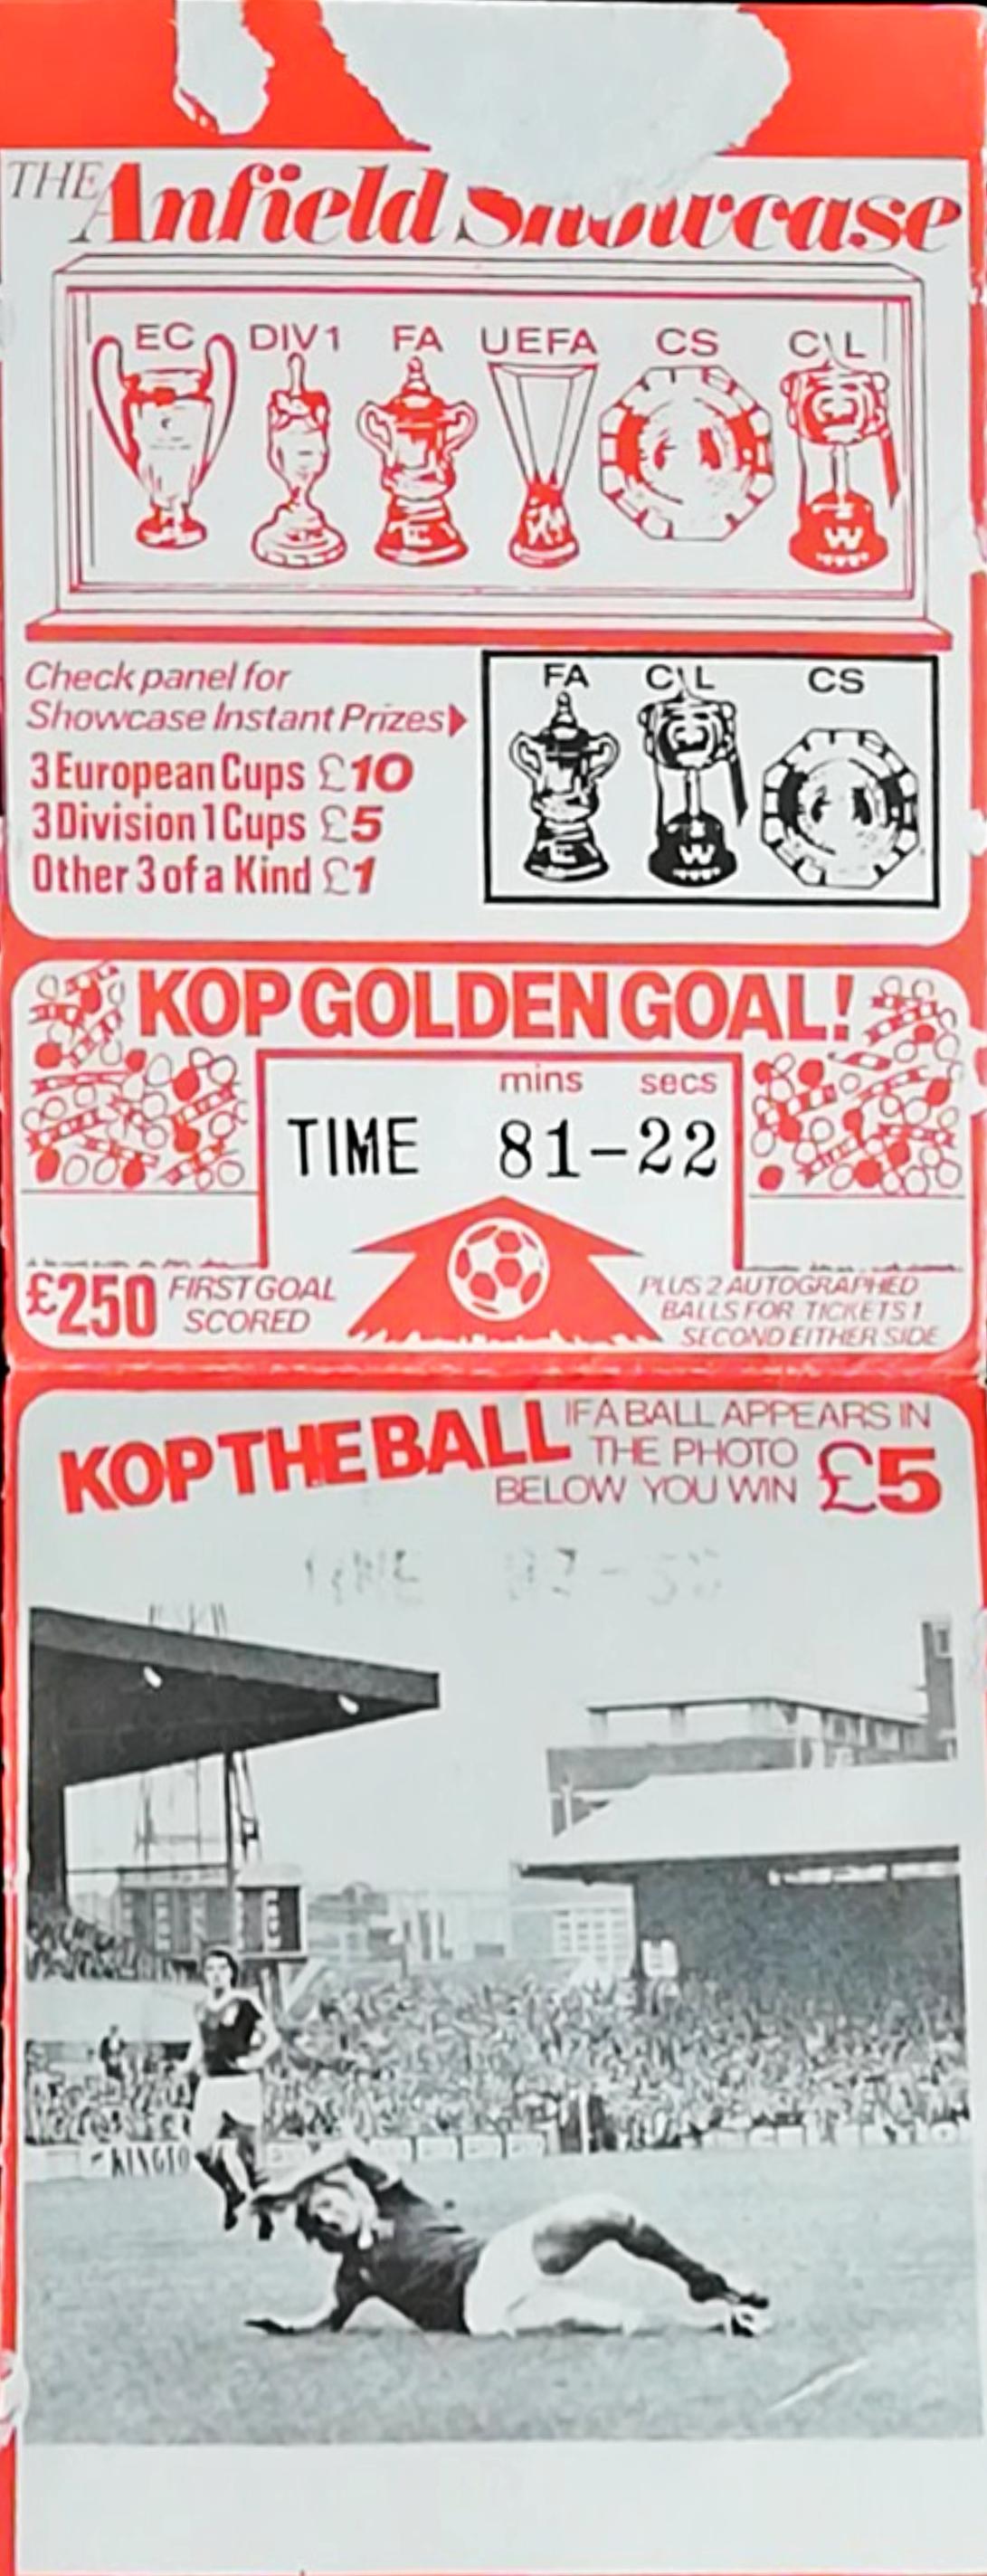 THE Anfield Showcase
EC DIV 1 FA UEFA CS C L
W
Check panel for
Showcase Instant Prizes
3 European Cups £10
3 Division 1 Cups £5
Other 3 of a Kind £1
FA C L CS
W
KOP GOLDEN GOAL!
mins secs
TIME 81-22
£250 FIRST GOAL
SCORED
PLUS 2 AUTOGRAPHED
BALLS FOR TICKETS 1
SECOND EITHER SIDE
KOP THE BALL
IF A BALL APPEARS IN
THE PHOTO
BELOW YOU WIN £5